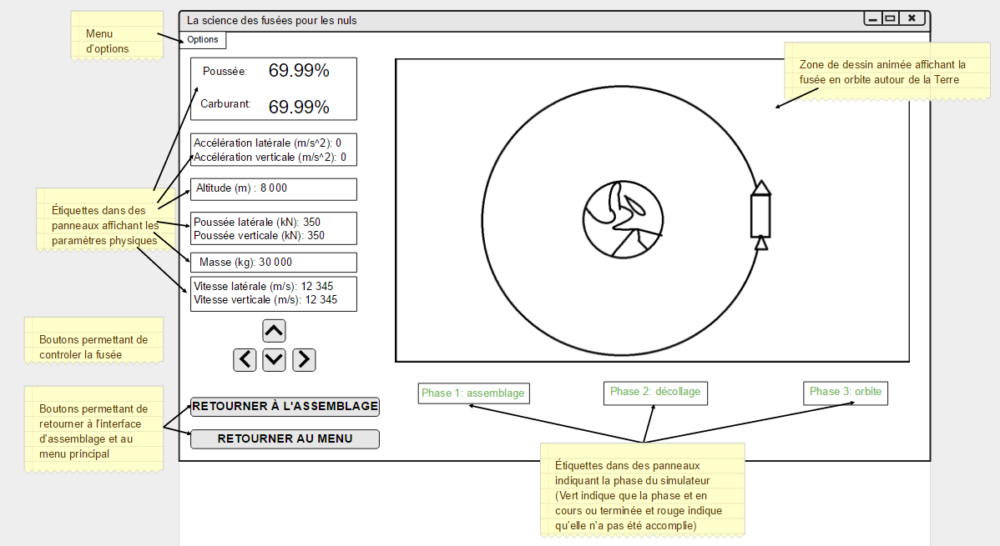 La science des fusées pour les nuls
Menu
d'options
Options
Poussée: 69.99%
Carburant: 69.99%
Zone de dessin animée affichant la
fusée en orbite autour de la Terre
Accélération latérale (m/s^2): 0
Accélération verticale (m/s^2): 0
Altitude (m) : 8 000
Étiquettes dans des
panneaux affichant les
paramètres physiques
Poussée latérale (kN): 350
Poussée verticale (kN): 350
Masse (kg): 30 000
Vitesse latérale (m/s): 12 345
Vitesse verticale (m/s): 12 345
Boutons permettant de
controler la fusée
Phase 1: assemblage
Phase 2: décollage
Phase 3: orbite
Boutons permettant de
retourner à l'interface
d'assemblage et au
menu principal
RETOURNER À L'ASSEMBLAGE
RETOURNER AU MENU
Étiquettes dans des panneaux
indiquant la phase du simulateur
(Vert indique que la phase et en
cours ou terminée et rouge indique
qu'elle n'a pas été accomplie)